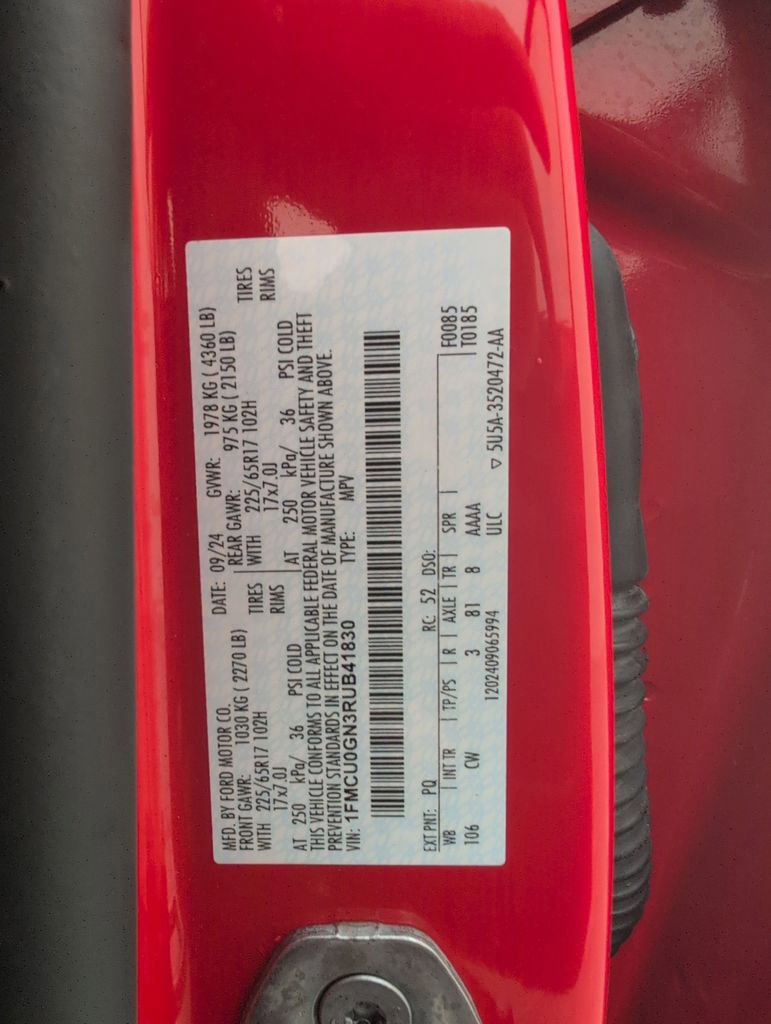 MFD. BY FORD MOTOR CO. DATE: 09/24 GVWR: 1978 KG ( 4360 LB)
FRONT GAWR: 1030 KG ( 2270 LB) REAR GAWR: 975 KG ( 2150 LB)
WITH 225/65R17 102H TIRES WITH 225/65R17 102H TIRES
17x7.0J RIMS 17x7.0J RIMS
AT 250 kPa/ 36 PSI COLD AT 250 kPa/ 36 PSI COLD
THIS VEHICLE CONFORMS TO ALL APPLICABLE FEDERAL MOTOR VEHICLE SAFETY AND THEFT
PREVENTION STANDARDS IN EFFECT ON THE DATE OF MANUFACTURE SHOWN ABOVE.
VIN: 1FMCU0GN3RUB41830 TYPE: MPV
EXT PNT: PQ RC: 52 DSO: F0085
WB INT TR TP/PS R AXLE TR SPR T0185
106 CW 3 81 8 AAAA
1202409065994 ULC ▽ 5U5A-3520472-AA